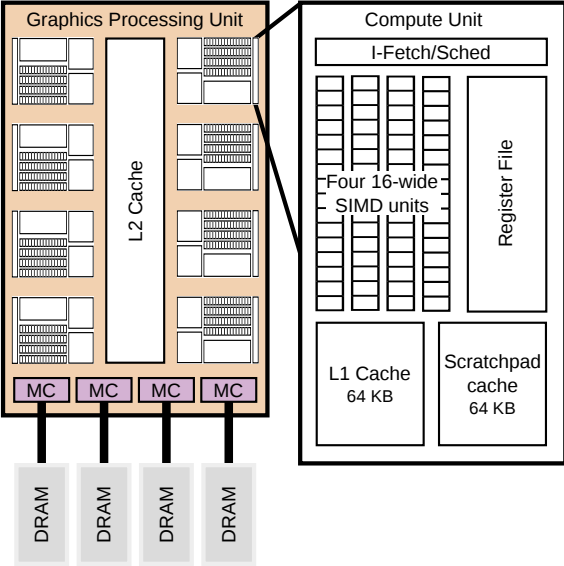 Graphics Processing Unit
L2 Cache
MC
MC
MC
MC
DRAM
DRAM
DRAM
DRAM
Compute Unit
I-Fetch/Sched
Four 16-wide
SIMD units
Register File
L1 Cache
64 KB
Scratchpad
cache
64 KB